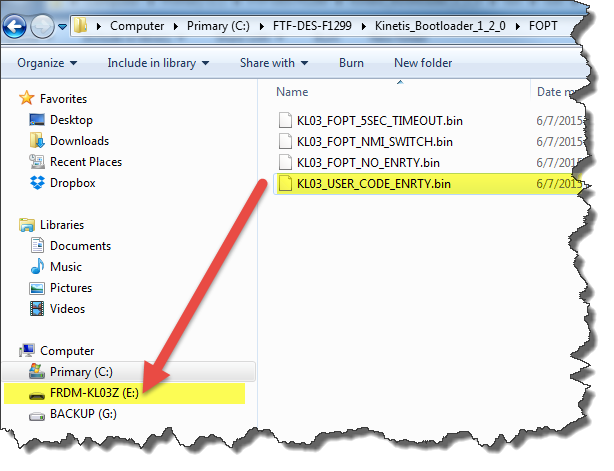 Computer Primary (C:) FTF-DES-F1299 Kinetis_Bootloader_1_2_0 FOPT
Organize Include in library Share with Burn New folder
Favorites
Desktop
Downloads
Recent Places
Dropbox
Libraries
Documents
Music
Pictures
Videos
Computer
Primary (C:)
FRDM-KL03Z (E:)
BACKUP (G:)
Name Date
KL03_FOPT_5SEC_TIMEOUT.bin 6/7/2015
KL03_FOPT_NMI_SWITCH.bin 6/7/2015
KL03_FOPT_NO_ENRTY.bin 6/7/2015
KL03_USER_CODE_ENRTY.bin 6/7/2015